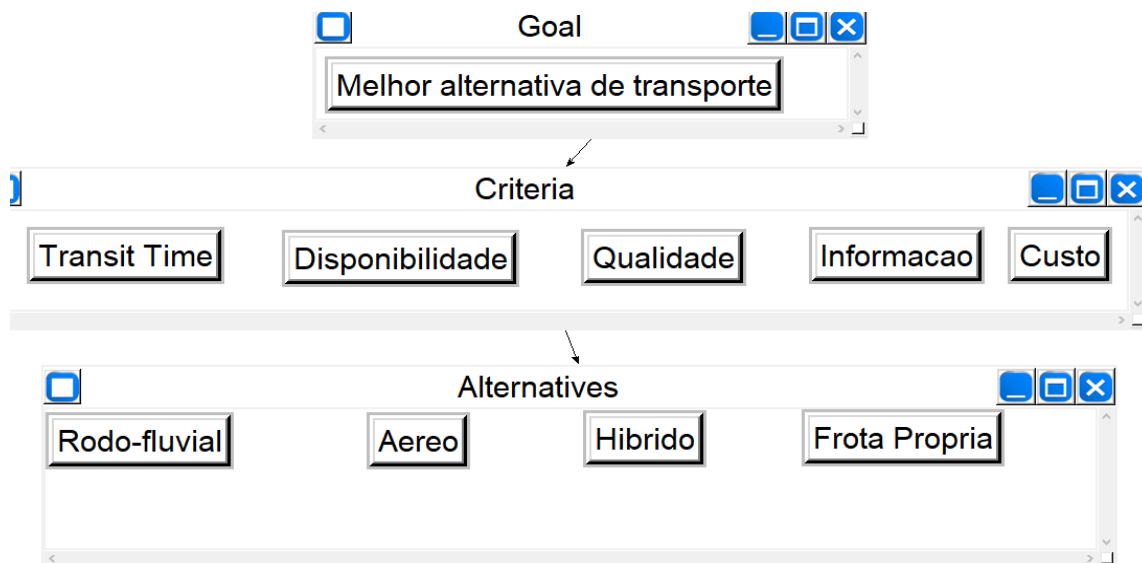 Goal
Melhor alternativa de transporte
Criteria
Transit Time
Disponibilidade
Qualidade
Informacao
Custo
Alternatives
Rodo-fluvial
Aereo
Hibrido
Frota Propria